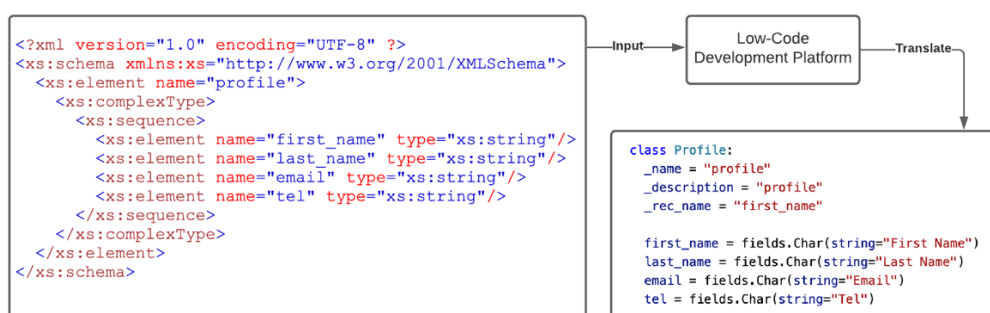 <?xml version="1.0" encoding="UTF-8" ?>
<xs:schema xmlns:xs="http://www.w3.org/2001/XMLSchema">
<xs:element name="profile">
<xs:complexType>
<xs:sequence>
<xs:element name="first_name" type="xs:string"/>
<xs:element name="last_name" type="xs:string"/>
<xs:element name="email" type="xs:string"/>
<xs:element name="tel" type="xs:string"/>
</xs:sequence>
</xs:complexType>
</xs:element>
</xs:schema>
Input
Low-Code
Development Platform
Translate
class Profile:
_name = "profile"
_description = "profile"
_rec_name = "first_name"
first_name = fields.Char(string="First Name")
last_name = fields.Char(string="Last Name")
email = fields.Char(string="Email")
tel = fields.Char(string="Tel")